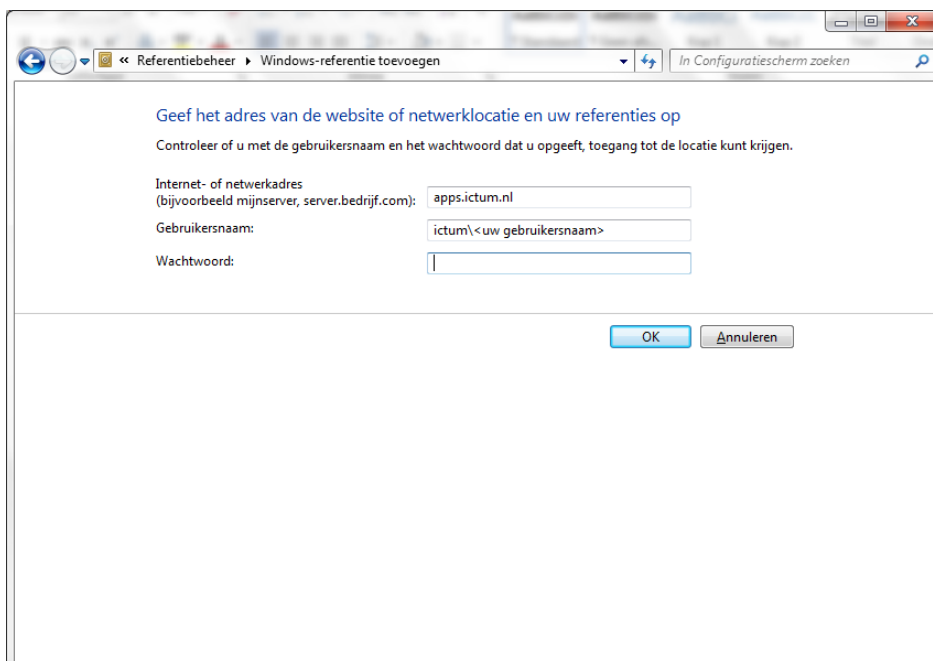 « Referentiebeheer ▸ Windows-referentie toevoegen
In Configuratiescherm zoeken
Geef het adres van de website of netwerklocatie en uw referenties op
Controleer of u met de gebruikersnaam en het wachtwoord dat u opgeeft, toegang tot de locatie kunt krijgen.
Internet- of netwerkadres
(bijvoorbeeld mijnserver, server.bedrijf.com): apps.ictum.nl
Gebruikersnaam: ictum\<uw gebruikersnaam>
Wachtwoord:
OK Annuleren